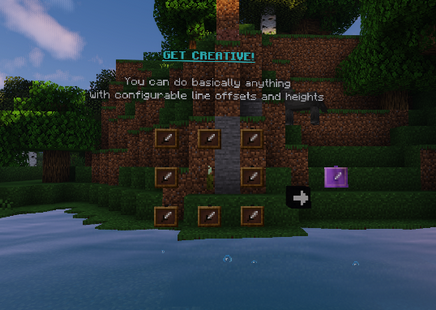 GET CREATIVE!
You can do basically anything
with configurable line offsets and heights